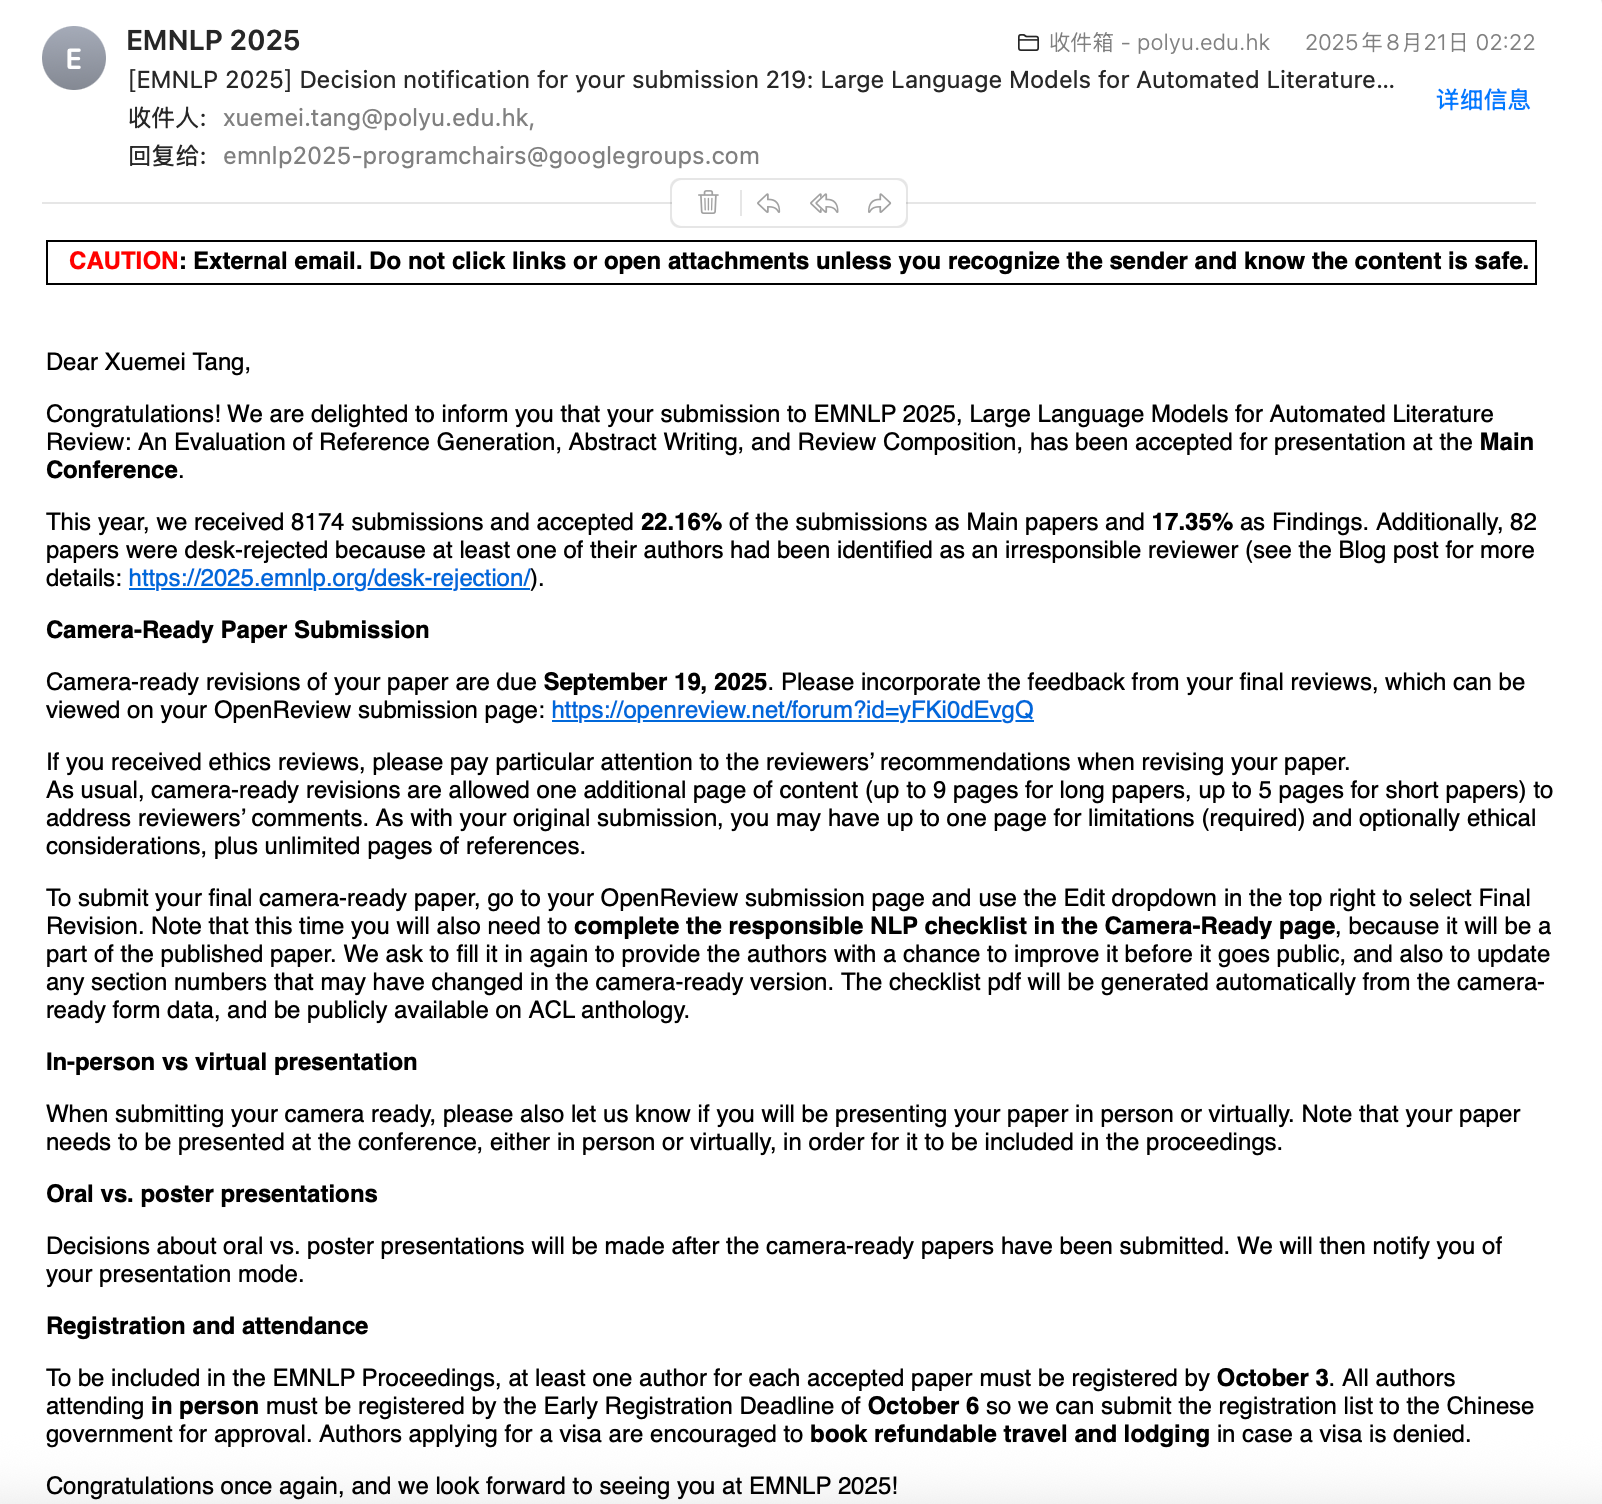 E
EMNLP 2025
收件箱 - polyu.edu.hk
2025年8月21日 02:22
[EMNLP 2025] Decision notification for your submission 219: Large Language Models for Automated Literature...
详细信息
收件人: xuemei.tang@polyu.edu.hk,
回复给: emnlp2025-programchairs@googlegroups.com
CAUTION: External email. Do not click links or open attachments unless you recognize the sender and know the content is safe.
Dear Xuemei Tang,
Congratulations! We are delighted to inform you that your submission to EMNLP 2025, Large Language Models for Automated Literature
Review: An Evaluation of Reference Generation, Abstract Writing, and Review Composition, has been accepted for presentation at the Main
Conference.
This year, we received 8174 submissions and accepted 22.16% of the submissions as Main papers and 17.35% as Findings. Additionally, 82
papers were desk-rejected because at least one of their authors had been identified as an irresponsible reviewer (see the Blog post for more
details: https://2025.emnlp.org/desk-rejection/).
Camera-Ready Paper Submission
Camera-ready revisions of your paper are due September 19, 2025. Please incorporate the feedback from your final reviews, which can be
viewed on your OpenReview submission page: https://openreview.net/forum?id=yFKi0dEvgQ
If you received ethics reviews, please pay particular attention to the reviewers’ recommendations when revising your paper.
As usual, camera-ready revisions are allowed one additional page of content (up to 9 pages for long papers, up to 5 pages for short papers) to
address reviewers’ comments. As with your original submission, you may have up to one page for limitations (required) and optionally ethical
considerations, plus unlimited pages of references.
To submit your final camera-ready paper, go to your OpenReview submission page and use the Edit dropdown in the top right to select Final
Revision. Note that this time you will also need to complete the responsible NLP checklist in the Camera-Ready page, because it will be a
part of the published paper. We ask to fill it in again to provide the authors with a chance to improve it before it goes public, and also to update
any section numbers that may have changed in the camera-ready version. The checklist pdf will be generated automatically from the camera-
ready form data, and be publicly available on ACL anthology.
In-person vs virtual presentation
When submitting your camera ready, please also let us know if you will be presenting your paper in person or virtually. Note that your paper
needs to be presented at the conference, either in person or virtually, in order for it to be included in the proceedings.
Oral vs. poster presentations
Decisions about oral vs. poster presentations will be made after the camera-ready papers have been submitted. We will then notify you of
your presentation mode.
Registration and attendance
To be included in the EMNLP Proceedings, at least one author for each accepted paper must be registered by October 3. All authors
attending in person must be registered by the Early Registration Deadline of October 6 so we can submit the registration list to the Chinese
government for approval. Authors applying for a visa are encouraged to book refundable travel and lodging in case a visa is denied.
Congratulations once again, and we look forward to seeing you at EMNLP 2025!